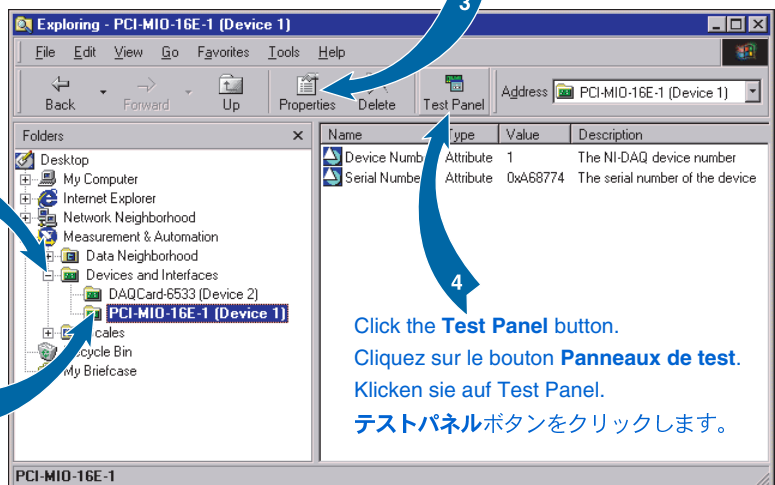 3
Exploring - PCI-MIO-16E-1 (Device 1)
File Edit View Go Favorites Tools Help
Back Forward Up Properties Delete Test Panel Address PCI-MIO-16E-1 (Device 1)
Folders
Name Type Value Description
Desktop
My Computer
Internet Explorer
Network Neighborhood
Measurement & Automation
Data Neighborhood
Devices and Interfaces
DAQCard-6533 (Device 2)
PCI-MIO-16E-1 (Device 1)
Recycle Bin
My Briefcase
Device Numb Attribute 1 The NI-DAQ device number
Serial Numbe Attribute 0xA68774 The serial number of the device
4
Click the Test Panel button.
Cliquez sur le bouton Panneaux de test.
Klicken sie auf Test Panel.
テストパネルボタンをクリックします。
PCI-MIO-16E-1